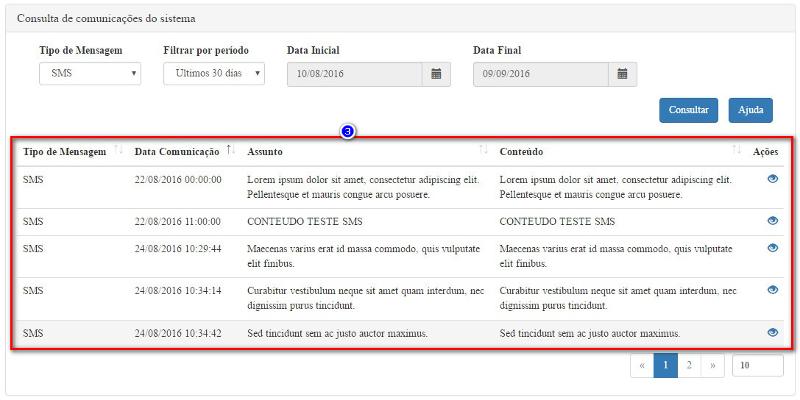 Consulta de comunicações do sistema
Tipo de Mensagem Filtrar por período Data Inicial Data Final
SMS Últimos 30 dias 10/08/2016 09/09/2016
Consultar Ajuda
3
Tipo de Mensagem Data Comunicação Assunto Conteúdo Ações
SMS 22/08/2016 00:00:00 Lorem ipsum dolor sit amet, consectetur adipiscing elit. Lorem ipsum dolor sit amet, consectetur adipiscing elit.
Pellentesque et mauris congue arcu posuere. Pellentesque et mauris congue arcu posuere.
SMS 22/08/2016 11:00:00 CONTEUDO TESTE SMS CONTEUDO TESTE SMS
SMS 24/08/2016 10:29:44 Maecenas varius erat id massa commodo, quis vulputate Maecenas varius erat id massa commodo, quis vulputate
elit finibus. elit finibus.
SMS 24/08/2016 10:34:14 Curabitur vestibulum neque sit amet quam interdum, nec Curabitur vestibulum neque sit amet quam interdum, nec
dignissim purus tincidunt. dignissim purus tincidunt.
SMS 24/08/2016 10:34:42 Sed tincidunt sem ac justo auctor maximus. Sed tincidunt sem ac justo auctor maximus.
« 1 2 » 10